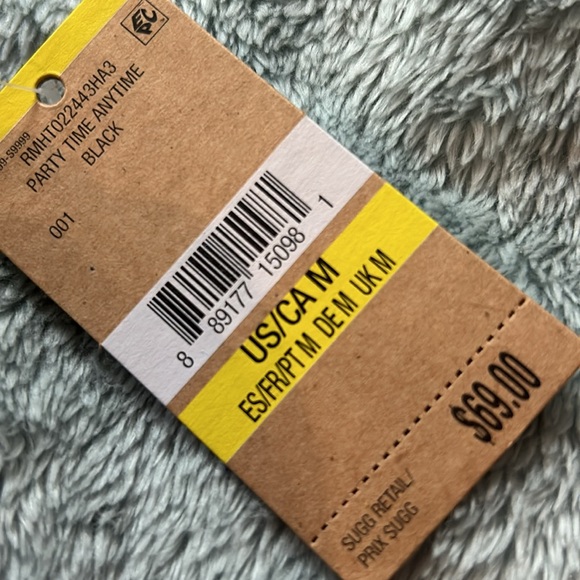 RMHT022443HA3
PARTY TIME ANYTIME
BLACK
001
8 89177 15098 1
US/CA M
ES/FR/PT M DE M UK M
$69.00
SUGG RETAIL/
PRIX SUGG